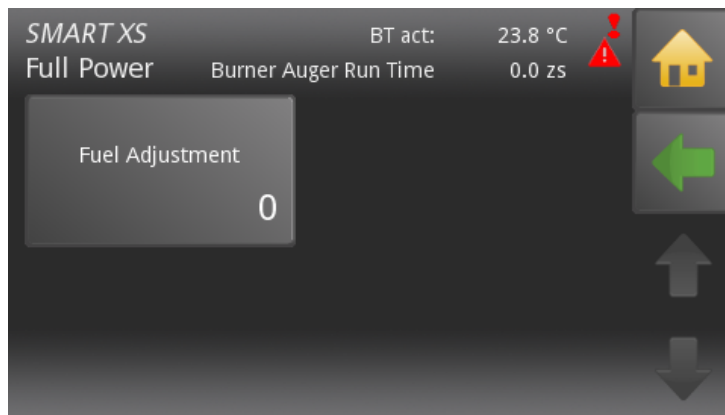 SMART XS BT act: 23.8 °C
Full Power Burner Auger Run Time 0.0 zs
Fuel Adjustment
0